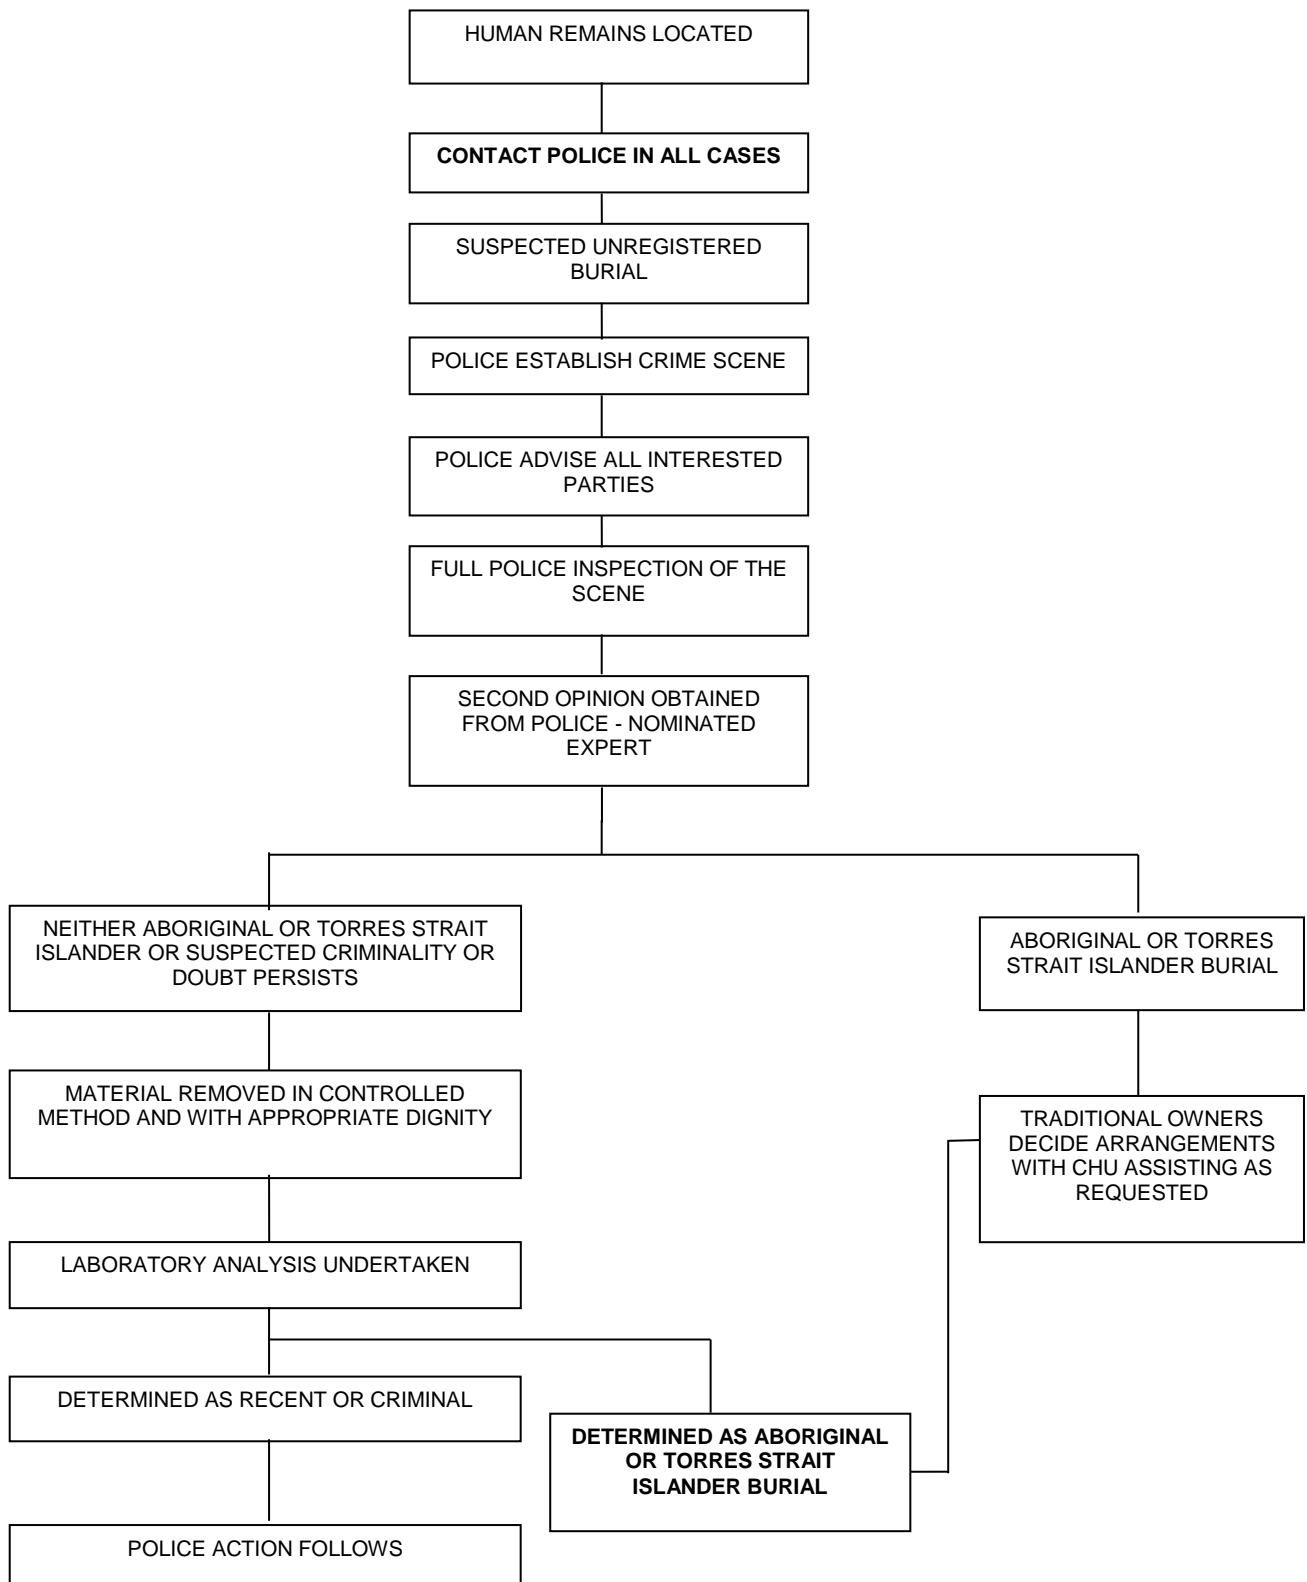 HUMAN REMAINS LOCATED
CONTACT POLICE IN ALL CASES
SUSPECTED UNREGISTERED
BURIAL
POLICE ESTABLISH CRIME SCENE
POLICE ADVISE ALL INTERESTED
PARTIES
FULL POLICE INSPECTION OF THE
SCENE
SECOND OPINION OBTAINED
FROM POLICE - NOMINATED
EXPERT
NEITHER ABORIGINAL OR TORRES STRAIT
ISLANDER OR SUSPECTED CRIMINALITY OR
DOUBT PERSISTS
ABORIGINAL OR TORRES
STRAIT ISLANDER BURIAL
MATERIAL REMOVED IN CONTROLLED
METHOD AND WITH APPROPRIATE DIGNITY
TRADITIONAL OWNERS
DECIDE ARRANGEMENTS
WITH CHU ASSISTING AS
REQUESTED
LABORATORY ANALYSIS UNDERTAKEN
DETERMINED AS RECENT OR CRIMINAL
DETERMINED AS ABORIGINAL
OR TORRES STRAIT
ISLANDER BURIAL
POLICE ACTION FOLLOWS